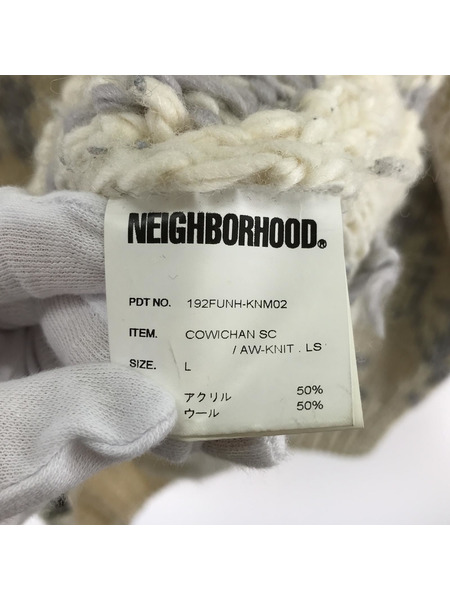 NEIGHBORHOOD®
PDT NO. 192FUNH-KNM02
ITEM. COWICHAN SC
/ AW-KNIT . LS
SIZE. L
アクリル 50%
ウール 50%